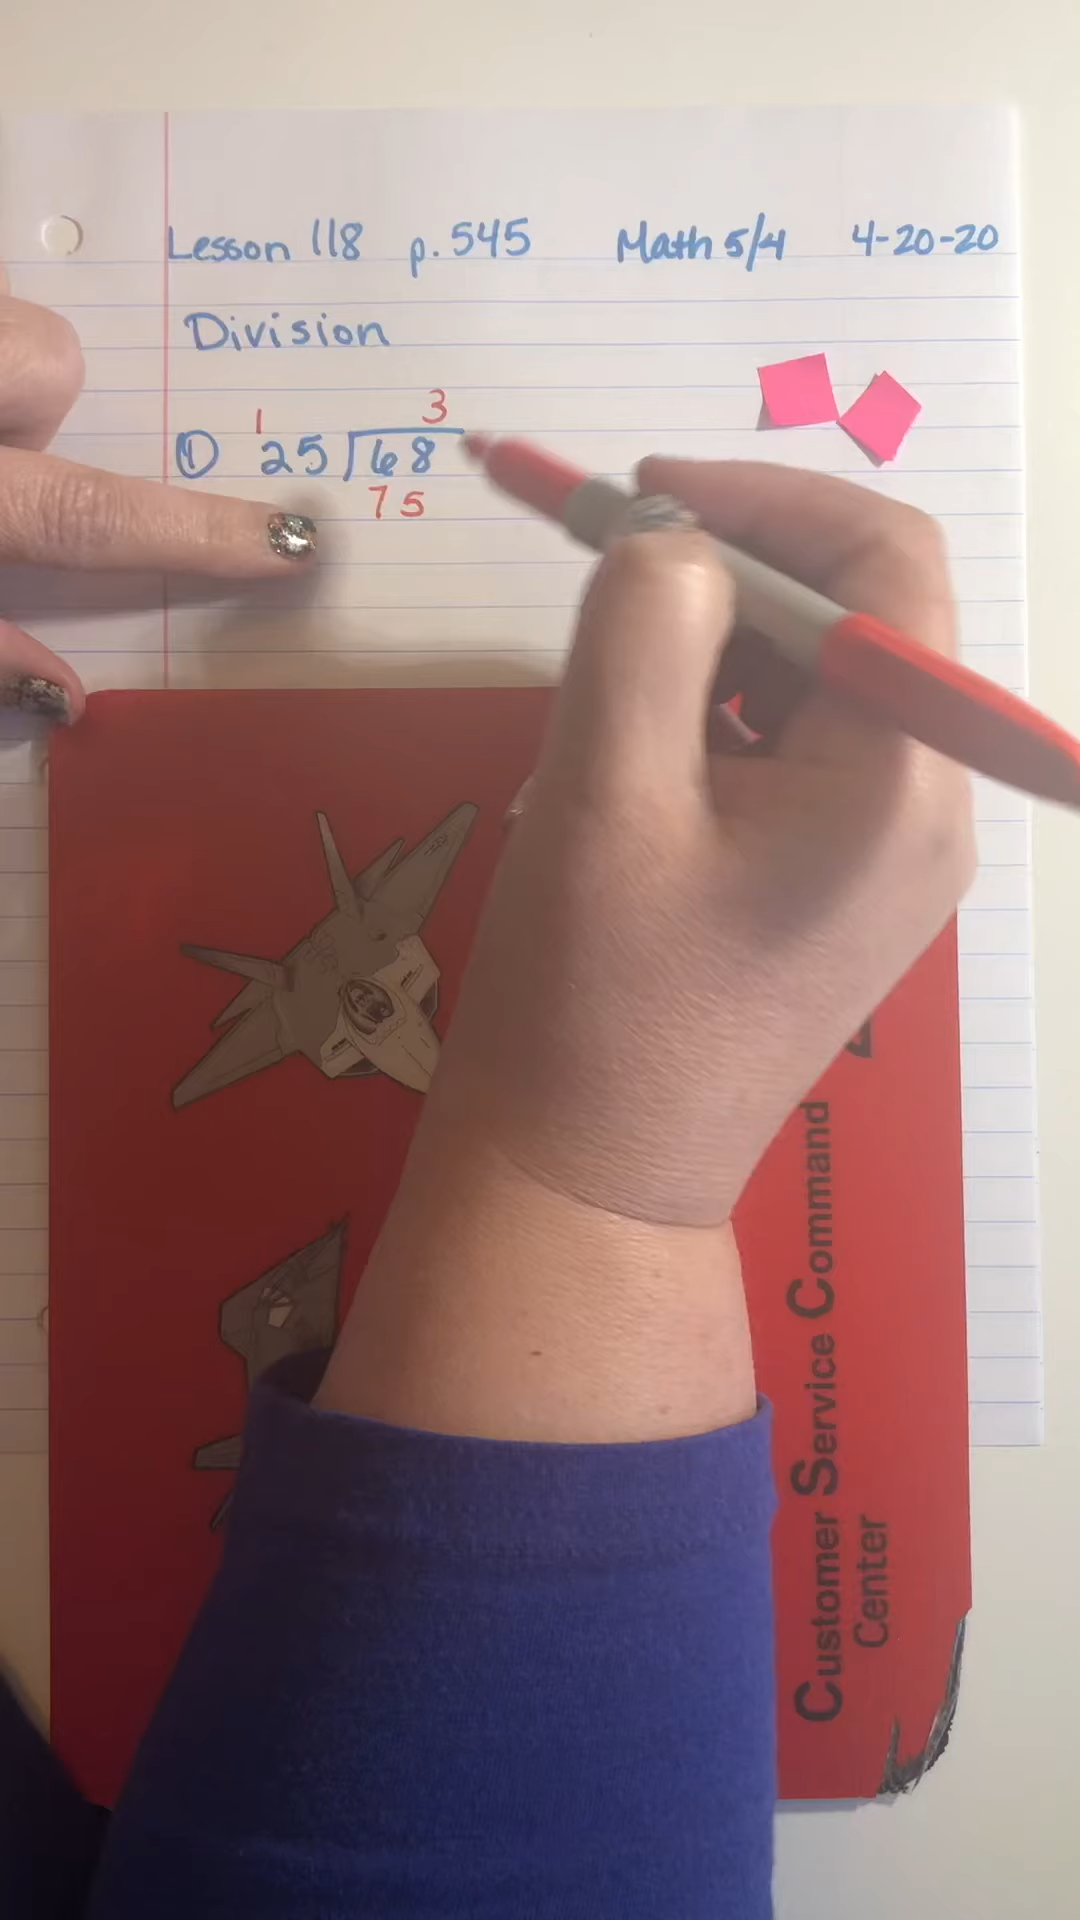 Lesson 118 p. 545 Math 5/4 4-20-20
Division
1 3
① 25 68
75
Customer Service Command
Center